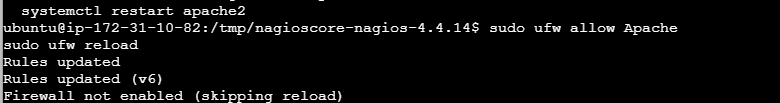 systemctl restart apache2
ubuntu@ip-172-31-10-82:/tmp/nagioscore-nagios-4.4.14$ sudo ufw allow Apache
sudo ufw reload
Rules updated
Rules updated (v6)
Firewall not enabled (skipping reload)